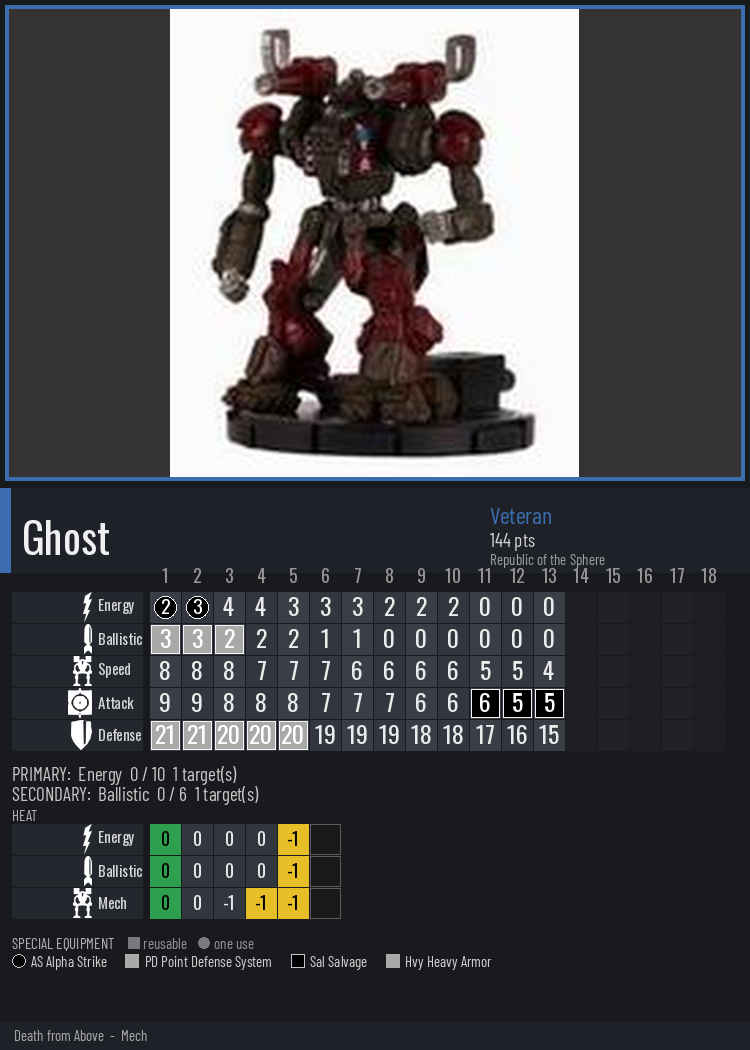 Ghost
Veteran
144 pts
Republic of the Sphere
1 2 3 4 5 6 7 8 9 10 11 12 13 14 15 16 17 18
Energy 2 3 4 4 3 3 3 2 2 2 0 0 0
Ballistic 3 3 2 2 2 1 1 0 0 0 0 0 0
Speed 8 8 8 7 7 7 6 6 6 6 5 5 4
Attack 9 9 8 8 8 7 7 7 6 6 6 5 5
Defense 21 21 20 20 20 19 19 19 18 18 17 16 15
PRIMARY: Energy 0 / 10 1 target(s)
SECONDARY: Ballistic 0 / 6 1 target(s)
HEAT
Energy 0 0 0 0 -1
Ballistic 0 0 0 0 -1
Mech 0 0 -1 -1 -1
SPECIAL EQUIPMENT reusable one use
AS Alpha Strike PD Point Defense System Sal Salvage Hvy Heavy Armor
Death from Above - Mech